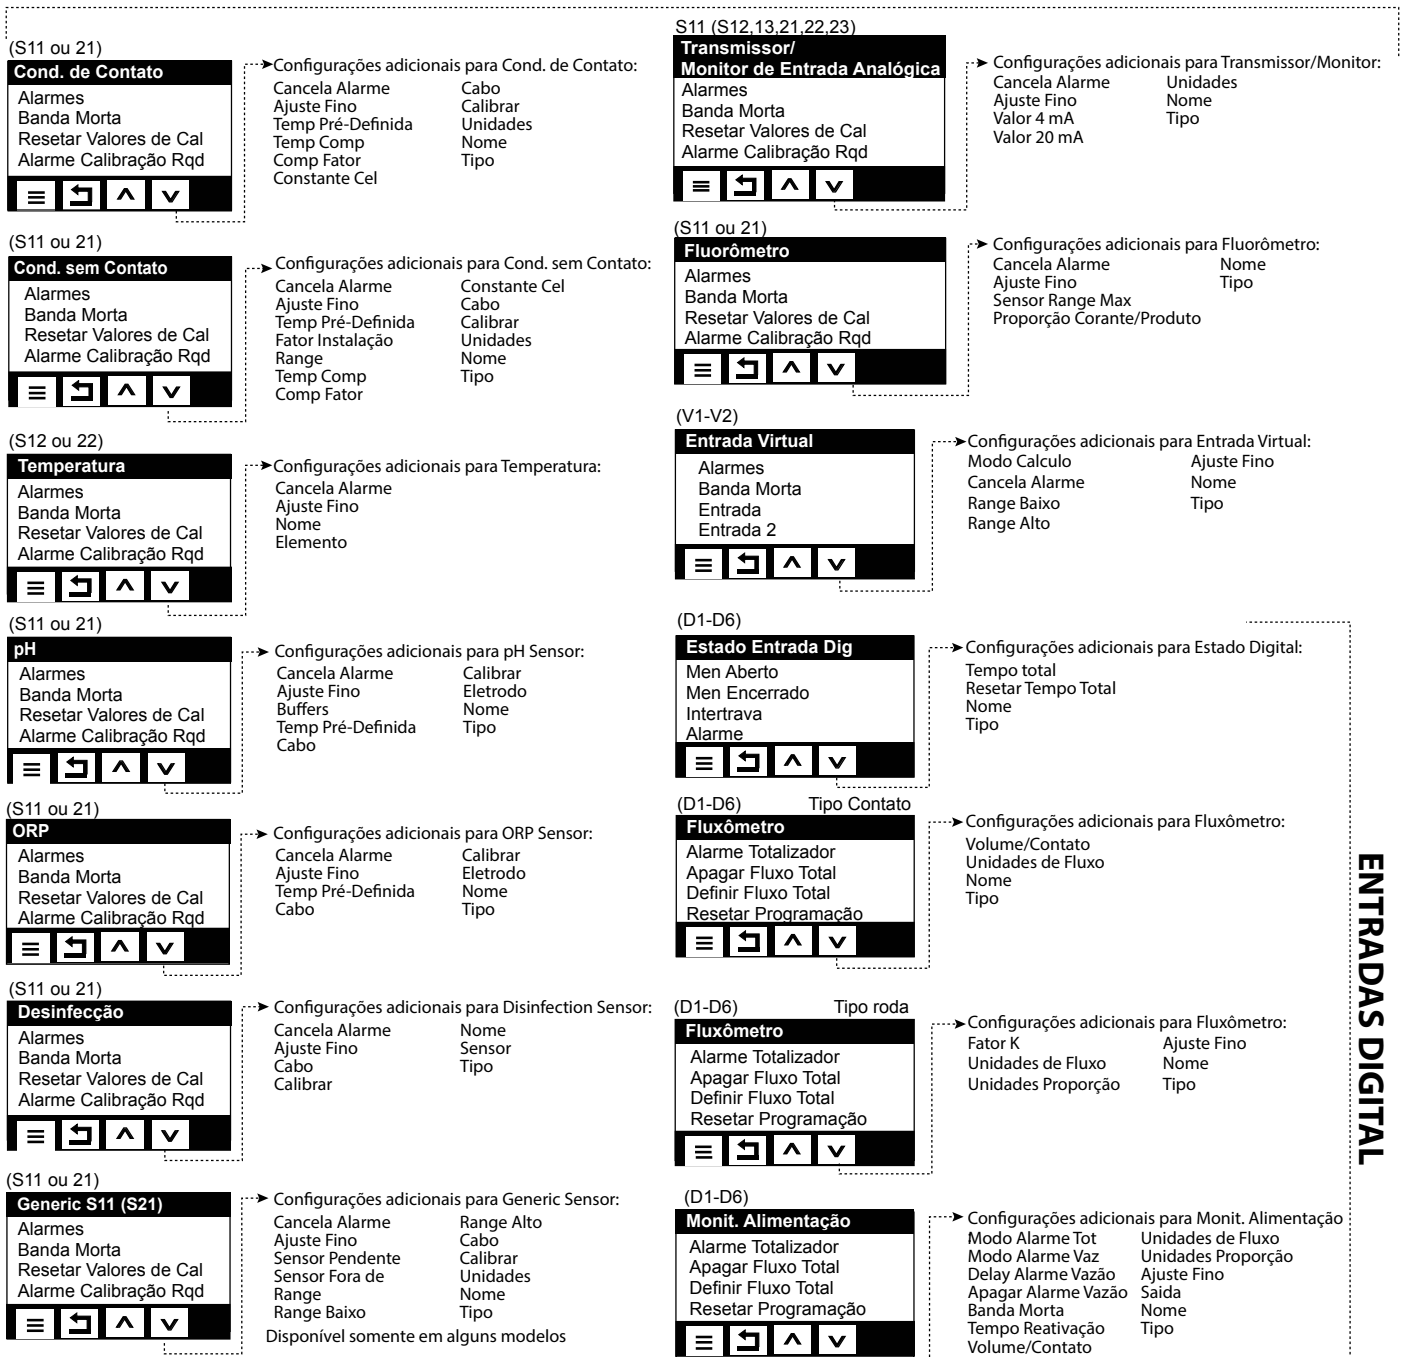 (S11 ou 21)
Cond. de Contato
Alarmes
Banda Morta
Resetar Valores de Cal
Alarme Calibração Rqd
Configurações adicionais para Cond. de Contato:
Cancela Alarme
Ajuste Fino
Temp Pré-Definida
Temp Comp
Comp Fator
Constante Cel
Cabo
Calibrar
Unidades
Nome
Tipo
(S11 ou 21)
Cond. sem Contato
Alarmes
Banda Morta
Resetar Valores de Cal
Alarme Calibração Rqd
Configurações adicionais para Cond. sem Contato:
Cancela Alarme
Ajuste Fino
Temp Pré-Definida
Fator Instalação
Range
Temp Comp
Comp Fator
Constante Cel
Cabo
Calibrar
Unidades
Nome
Tipo
(S12 ou 22)
Temperatura
Alarmes
Banda Morta
Resetar Valores de Cal
Alarme Calibração Rqd
Configurações adicionais para Temperatura:
Cancela Alarme
Ajuste Fino
Nome
Elemento
(S11 ou 21)
pH
Alarmes
Banda Morta
Resetar Valores de Cal
Alarme Calibração Rqd
Configurações adicionais para pH Sensor:
Cancela Alarme
Ajuste Fino
Buffers
Temp Pré-Definida
Cabo
Calibrar
Eletrodo
Nome
Tipo
(S11 ou 21)
ORP
Alarmes
Banda Morta
Resetar Valores de Cal
Alarme Calibração Rqd
Configurações adicionais para ORP Sensor:
Cancela Alarme
Ajuste Fino
Temp Pré-Definida
Cabo
Calibrar
Eletrodo
Nome
Tipo
(S11 ou 21)
Desinfecção
Alarmes
Banda Morta
Resetar Valores de Cal
Alarme Calibração Rqd
Configurações adicionais para Disinfection Sensor:
Cancela Alarme
Ajuste Fino
Cabo
Calibrar
Nome
Sensor
Tipo
(S11 ou 21)
Generic S11 (S21)
Alarmes
Banda Morta
Resetar Valores de Cal
Alarme Calibração Rqd
Configurações adicionais para Generic Sensor:
Cancela Alarme
Ajuste Fino
Sensor Pendente
Sensor Fora de
Range
Range Baixo
Range Alto
Cabo
Calibrar
Unidades
Nome
Tipo
Disponível somente em alguns modelos
S11 (S12,13,21,22,23)
Transmissor/
Monitor de Entrada Analógica
Alarmes
Banda Morta
Resetar Valores de Cal
Alarme Calibração Rqd
Configurações adicionais para Transmissor/Monitor:
Cancela Alarme
Ajuste Fino
Valor 4 mA
Valor 20 mA
Unidades
Nome
Tipo
(S11 ou 21)
Fluorômetro
Alarmes
Banda Morta
Resetar Valores de Cal
Alarme Calibração Rqd
Configurações adicionais para Fluorômetro:
Cancela Alarme
Ajuste Fino
Sensor Range Max
Proporção Corante/Produto
Nome
Tipo
(V1-V2)
Entrada Virtual
Alarmes
Banda Morta
Entrada
Entrada 2
Configurações adicionais para Entrada Virtual:
Modo Calculo
Cancela Alarme
Range Baixo
Range Alto
Ajuste Fino
Nome
Tipo
(D1-D6)
Estado Entrada Dig
Men Aberto
Men Encerrado
Intertrava
Alarme
Configurações adicionais para Estado Digital:
Tempo total
Resetar Tempo Total
Nome
Tipo
(D1-D6) Tipo Contato
Fluxômetro
Alarme Totalizador
Apagar Fluxo Total
Definir Fluxo Total
Resetar Programação
Configurações adicionais para Fluxômetro:
Volume/Contato
Unidades de Fluxo
Nome
Tipo
(D1-D6) Tipo roda
Fluxômetro
Alarme Totalizador
Apagar Fluxo Total
Definir Fluxo Total
Resetar Programação
Configurações adicionais para Fluxômetro:
Fator K
Unidades de Fluxo
Unidades Proporção
Ajuste Fino
Nome
Tipo
(D1-D6)
Monit. Alimentação
Alarme Totalizador
Apagar Fluxo Total
Definir Fluxo Total
Resetar Programação
Configurações adicionais para Monit. Alimentação
Modo Alarme Tot
Modo Alarme Vaz
Delay Alarme Vazão
Apagar Alarme Vazão
Banda Morta
Tempo Reativação
Volume/Contato
Unidades de Fluxo
Unidades Proporção
Ajuste Fino
Saida
Nome
Tipo
ENTRADAS DIGITAL